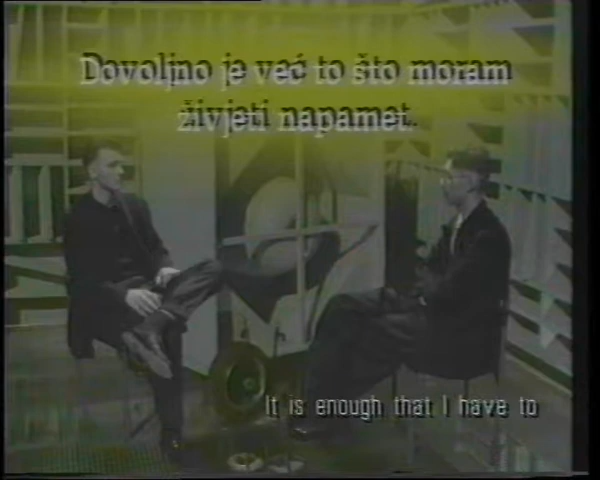 Dovoljno je već to što moram
živjeti napamet.
It is enough that I have to